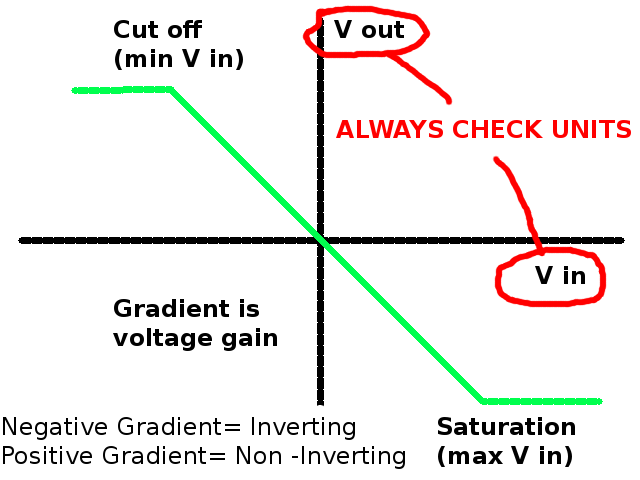 Cut off
(min V in)
V out
ALWAYS CHECK UNITS
V in
Gradient is
voltage gain
Negative Gradient= Inverting
Positive Gradient= Non -Inverting
Saturation
(max V in)